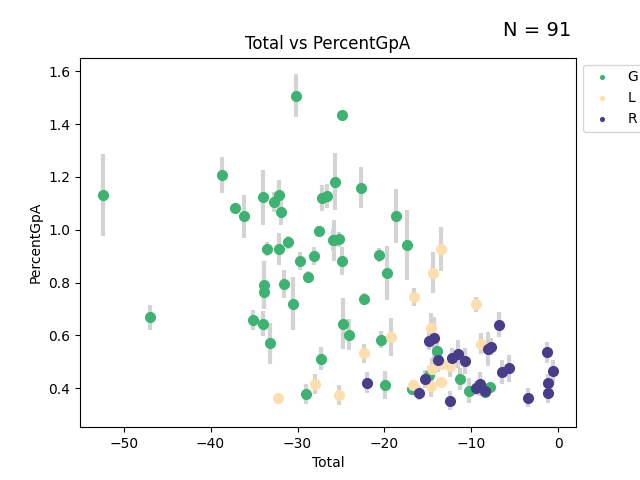 N = 91
Total vs PercentGpA
G
L
R
PercentGpA
1.6
1.4
1.2
1.0
0.8
0.6
0.4
−50
−40
−30
−20
−10
0
Total